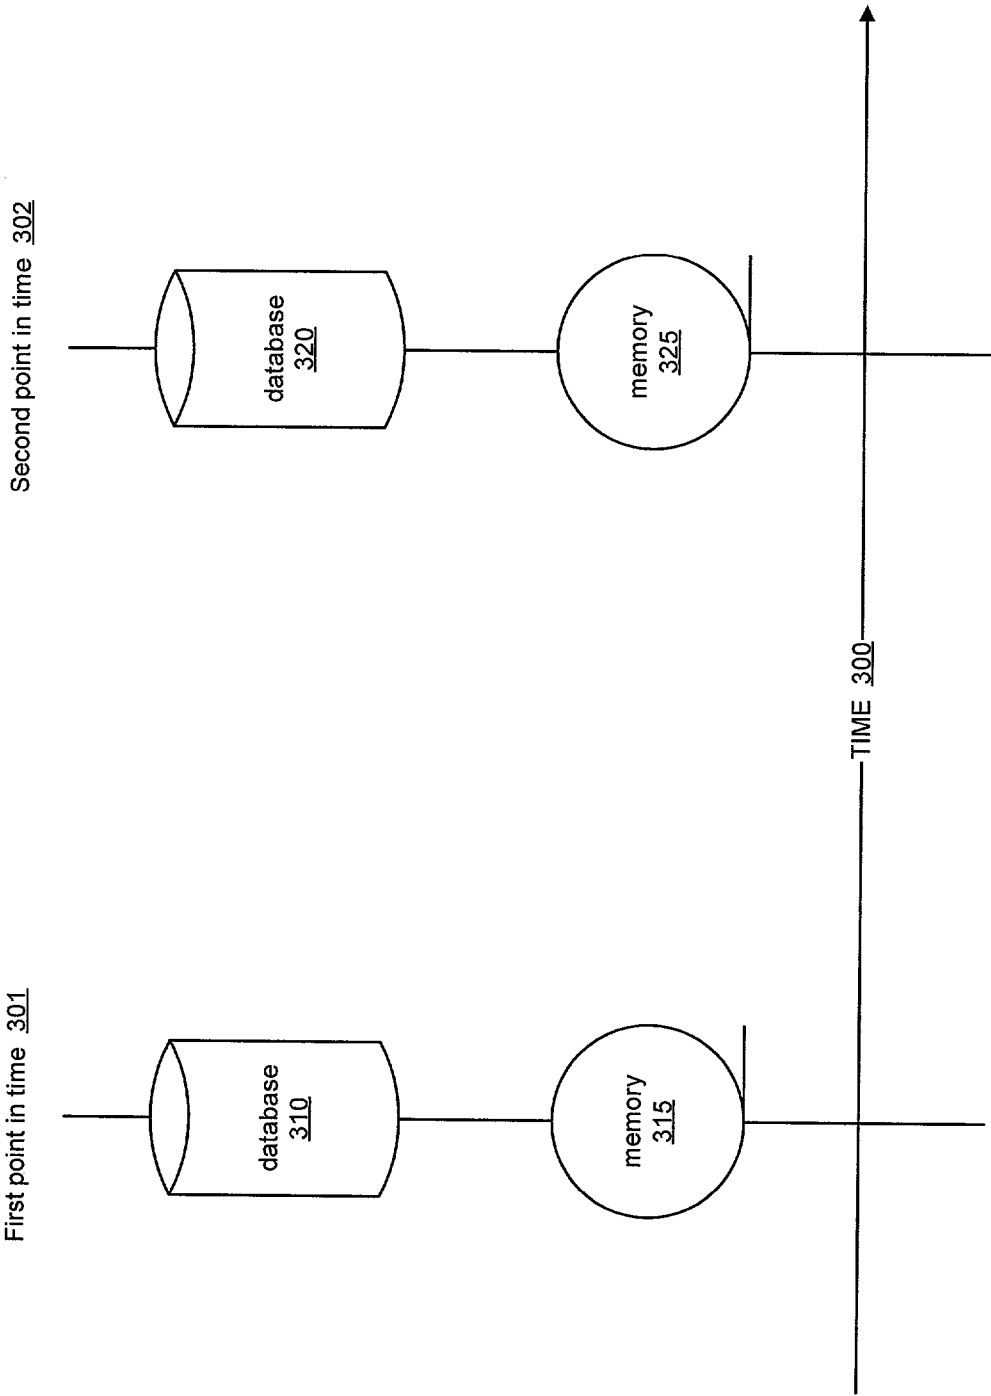 First point in time 301
Second point in time 302
database
310
database
320
memory
315
memory
325
TIME 300